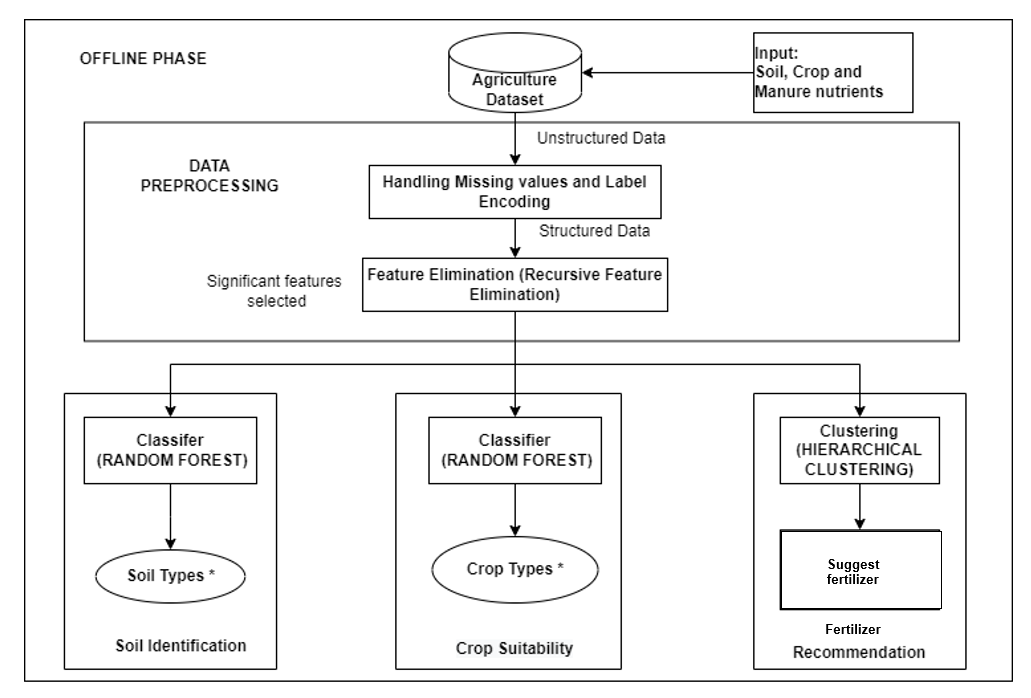 OFFLINE PHASE
Agriculture
Dataset
Input:
Soil, Crop and
Manure nutrients
Unstructured Data
DATA
PREPROCESSING
Handling Missing values and Label
Encoding
Structured Data
Significant features
selected
Feature Elimination (Recursive Feature
Elimination)
Classifer
(RANDOM FOREST)
Soil Types *
Soil Identification
Classifier
(RANDOM FOREST)
Crop Types *
Crop Suitability
Clustering
(HIERARCHICAL
CLUSTERING)
Suggest
fertilizer
Fertilizer
Recommendation